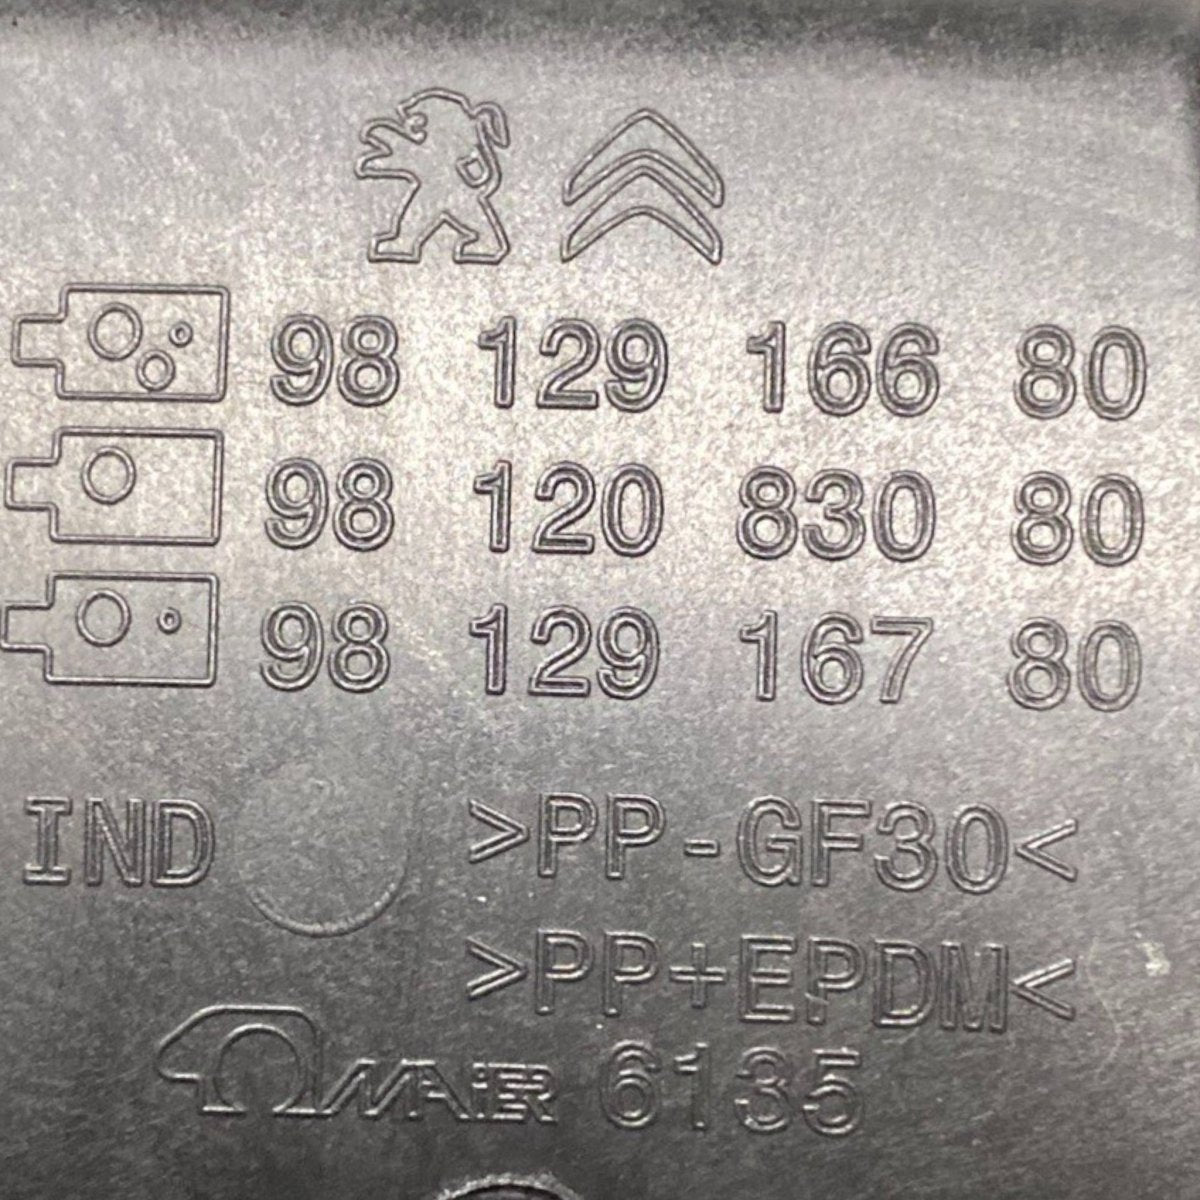 98 129 166 80
98 120 830 80
98 129 167 80
IND >PP-GF30<
>PP+EPDM<
MAiER 6135